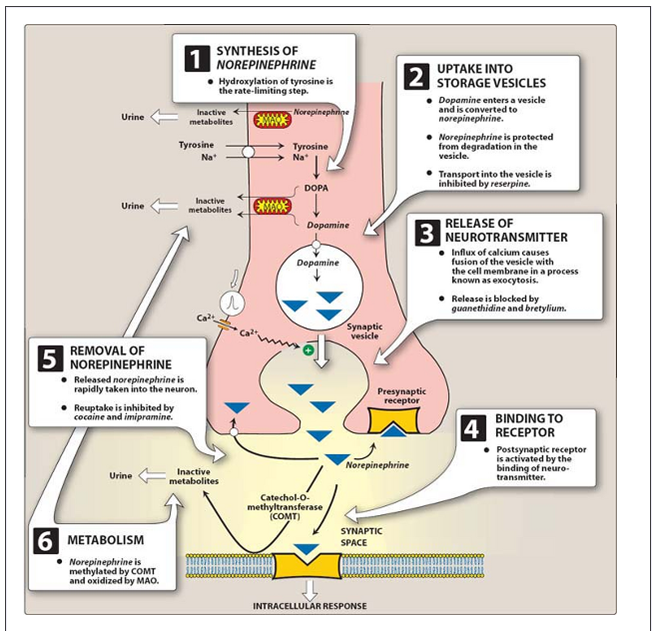 1
SYNTHESIS OF
NOREPINEPHRINE
• Hydroxylation of tyrosine is
the rate-limiting step.
2
UPTAKE INTO
STORAGE VESICLES
• Dopamine enters a vesicle
and is converted to
norepinephrine.
• Norepinephrine is protected
from degradation in the
vesicle.
• Transport into the vesicle is
inhibited by reserpine.
Urine
Inactive
metabolites
MAO
Norepinephrine
Tyrosine
Na⁺
Tyrosine
Na⁺
DOPA
Urine
Inactive
metabolites
MAO
Dopamine
Dopamine
3
RELEASE OF
NEUROTRANSMITTER
• Influx of calcium causes
fusion of the vesicle with
the cell membrane in a process
known as exocytosis.
• Release is blocked by
guanethidine and bretylium.
Synaptic
vesicle
Ca²⁺
Ca²⁺
+
5
REMOVAL OF
NOREPINEPHRINE
• Released norepinephrine is
rapidly taken into the neuron.
• Reuptake is inhibited by
cocaine and imipramine.
Presynaptic
receptor
4
BINDING TO
RECEPTOR
• Postsynaptic receptor
is activated by the
binding of neuro-
transmitter.
Norepinephrine
Urine
Inactive
metabolites
Catechol-O-
methyltransferase
(COMT)
SYNAPTIC
SPACE
6
METABOLISM
• Norepinephrine is
methylated by COMT
and oxidized by MAO.
INTRACELLULAR RESPONSE